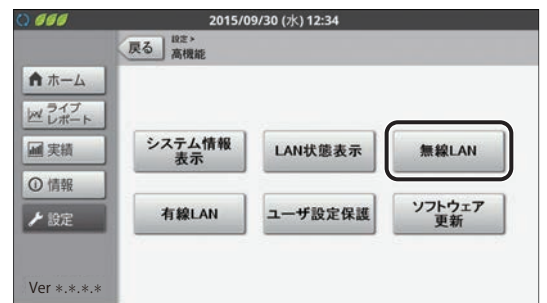 2015/09/30 (水) 12:34
戻る
設定 >
高機能
ホーム
ライブ
レポート
実績
情報
設定
システム情報
表示
LAN状態表示
無線LAN
有線LAN
ユーザ設定保護
ソフトウェア
更新
Ver *.*.*.*